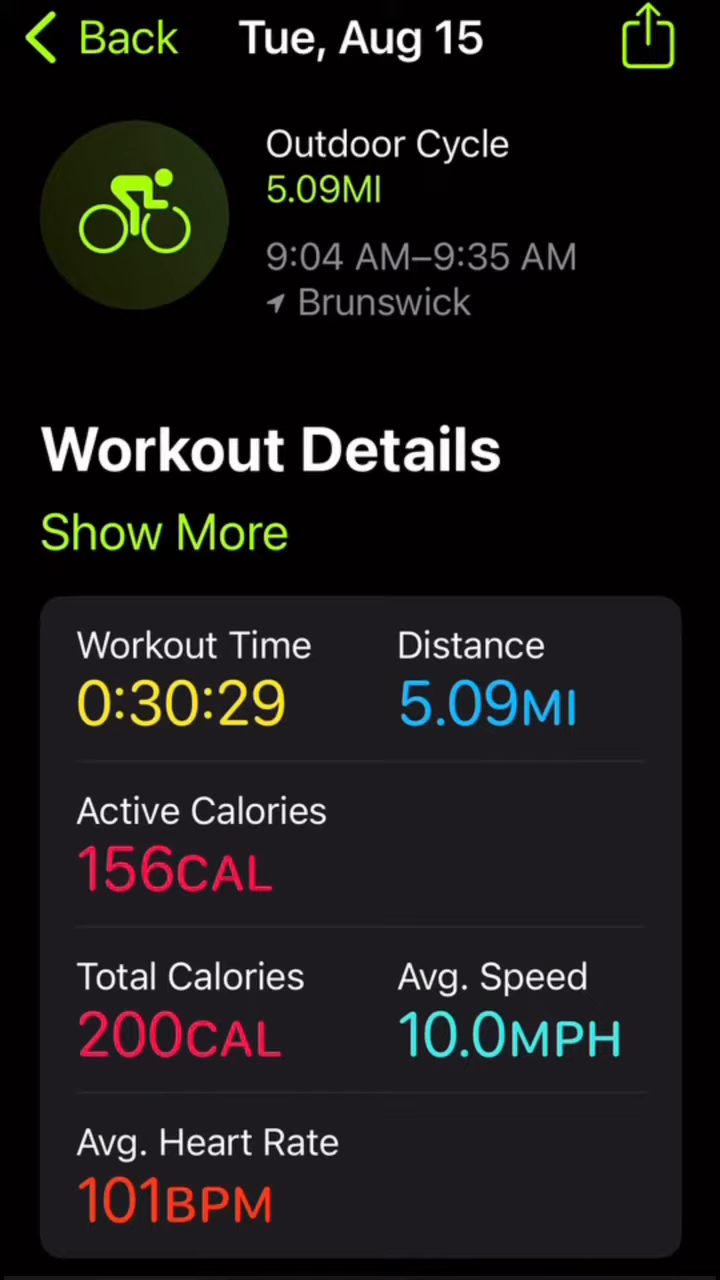 Back Tue, Aug 15
Outdoor Cycle
5.09MI
9:04 AM–9:35 AM
Brunswick
Workout Details
Show More
Workout Time Distance
0:30:29 5.09MI
Active Calories
156CAL
Total Calories Avg. Speed
200CAL 10.0MPH
Avg. Heart Rate
101BPM